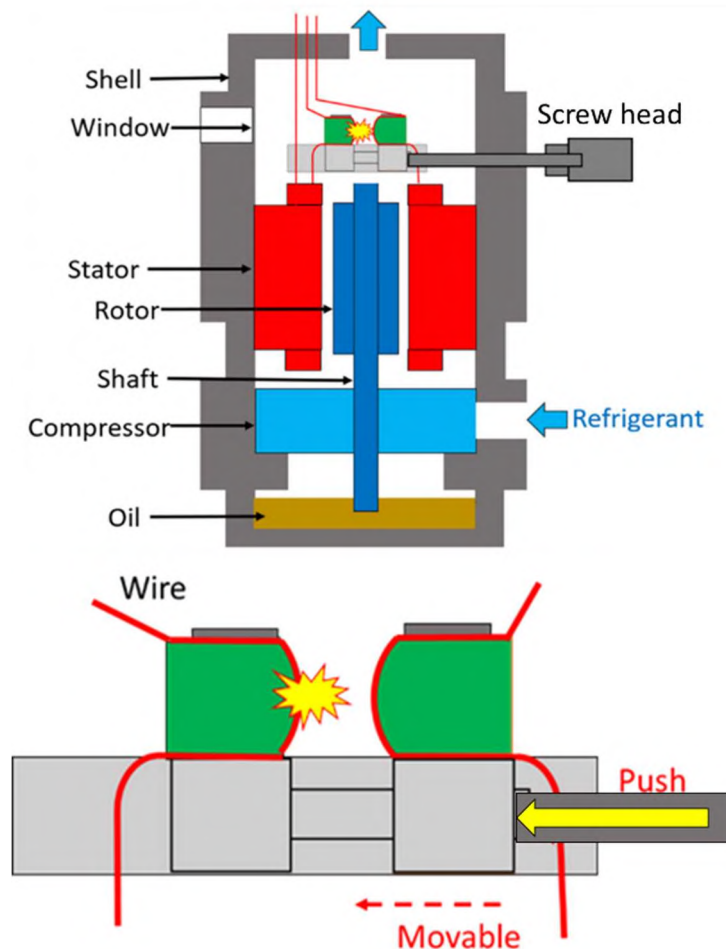 Shell
Window
Screw head
Stator
Rotor
Shaft
Compressor
Refrigerant
Oil
Wire
Push
Movable